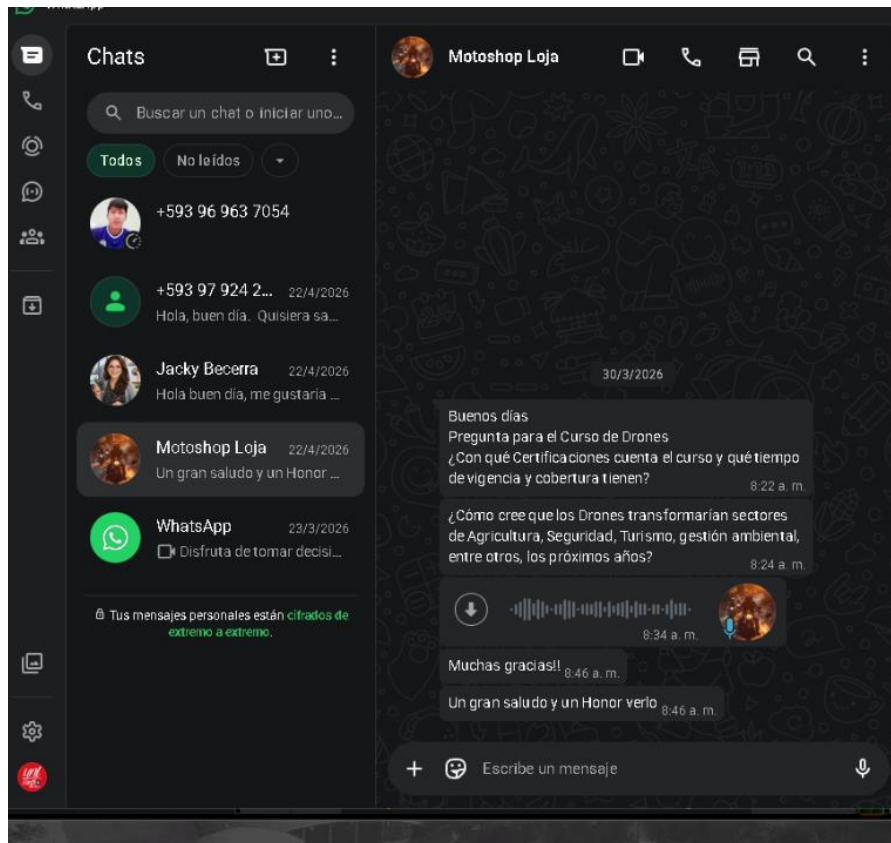 WhatsApp
Chats
Buscar un chat o iniciar uno...
Todos
No leídos
+593 96 963 7054
+593 97 924 2...
22/4/2026
Hola, buen día. Quisiera sa...
Jacky Becerra
22/4/2026
Hola buen día, me gustaría ...
Motoshop Loja
22/4/2026
Un gran saludo y un Honor ...
WhatsApp
23/3/2026
Disfruta de tomar decisi...
Tus mensajes personales están cifrados de
extremo a extremo.
Motoshop Loja
30/3/2026
Buenos días
Pregunta para el Curso de Drones
¿Con qué Certificaciones cuenta el curso y qué tiempo
de vigencia y cobertura tienen?
8:22 a. m.
¿Cómo cree que los Drones transformarían sectores
de Agricultura, Seguridad, Turismo, gestión ambiental,
entre otros, los próximos años?
8:24 a. m.
8:34 a. m.
Muchas gracias!!
8:46 a. m.
Un gran saludo y un Honor verlo
8:46 a. m.
Escribe un mensaje